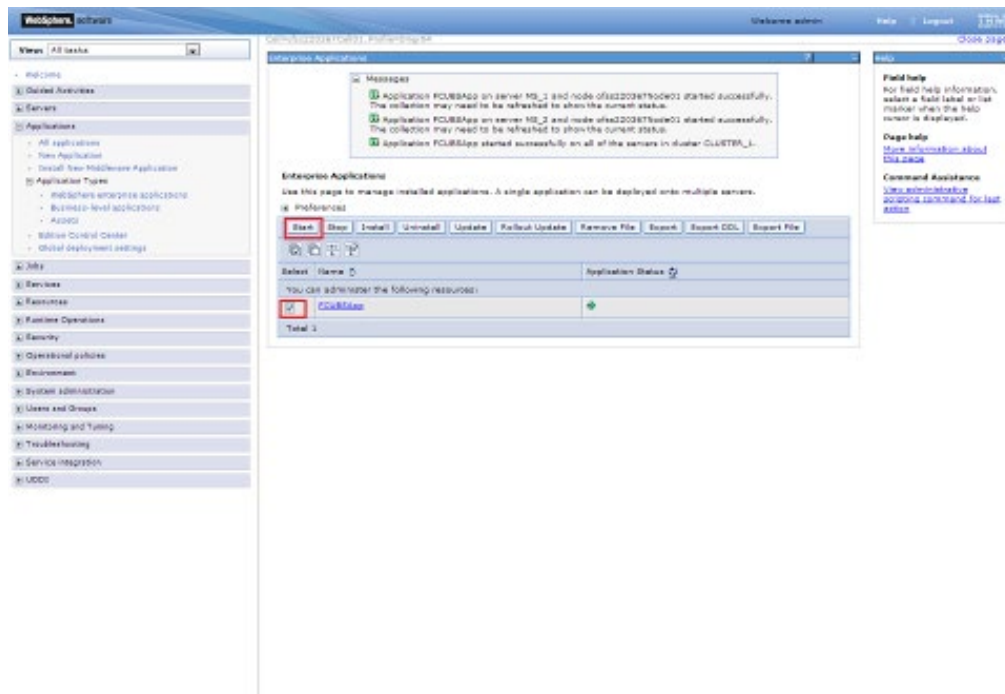 WebSphere. software
Welcome admin
Help | Logout
IBM
View: All tasks
Close page
Welcome
Guided Activities
Servers
Applications
All applications
New Application
Install New Middleware Application
Application Types
WebSphere enterprise applications
Business-level applications
Assets
Edition Control Center
Global deployment settings
Jobs
Services
Resources
Runtime Operations
Security
Operational policies
Environment
System administration
Users and Groups
Monitoring and Tuning
Troubleshooting
Service integration
UDDI
Enterprise Applications
Messages
Application FCUBSApp on server MS_1 and node started successfully.
The collection may need to be refreshed to show the current status.
Application FCUBSApp on server MS_2 and node started successfully.
The collection may need to be refreshed to show the current status.
Application FCUBSApp started successfully on all of the servers in cluster CLUSTER_1.
Enterprise Applications
Use this page to manage installed applications. A single application can be deployed onto multiple servers.
Preferences
Start Stop Install Uninstall Update Rollout Update Remove File Export Export DDL Export File
Select Name Application Status
You can administer the following resources:
FCUBSApp
Total 1
Help
Field help
For field help information,
select a field label or list
marker when the help
cursor is displayed.
Page help
More information about
this page
Command Assistance
View administrative
scripting command for last
action